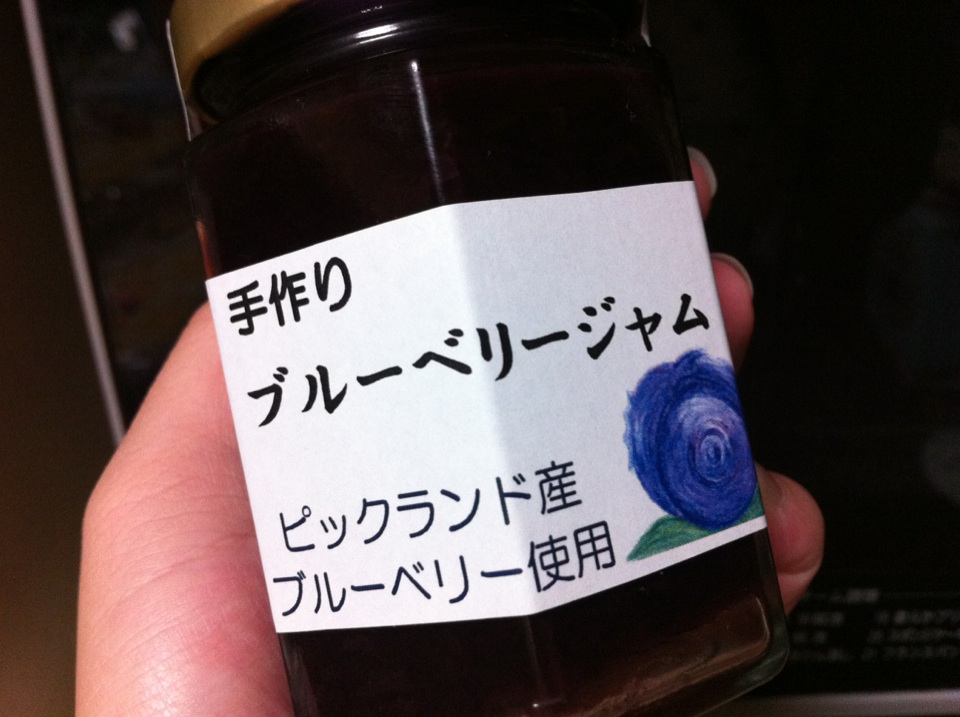 手作り
ブルーベリージャム
ピックランド産
ブルーベリー使用